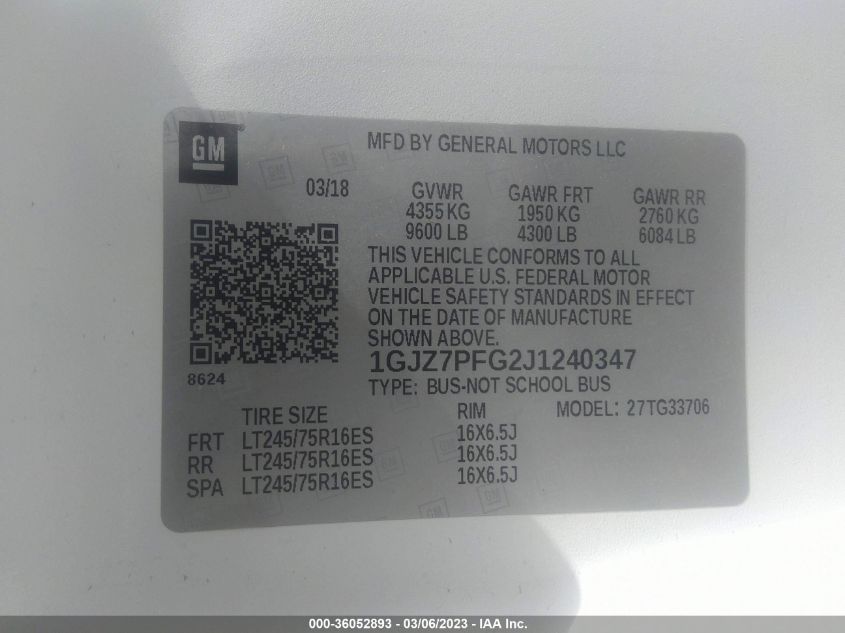 GM
MFD BY GENERAL MOTORS LLC
03/18
GVWR GAWR FRT GAWR RR
4355 KG 1950 KG 2760 KG
9600 LB 4300 LB 6084 LB
THIS VEHICLE CONFORMS TO ALL
APPLICABLE U.S. FEDERAL MOTOR
VEHICLE SAFETY STANDARDS IN EFFECT
ON THE DATE OF MANUFACTURE
SHOWN ABOVE.
1GJZ7PFG2J1240347
8624
TYPE: BUS-NOT SCHOOL BUS
TIRE SIZE RIM MODEL: 27TG33706
FRT LT245/75R16ES 16X6.5J
RR LT245/75R16ES 16X6.5J
SPA LT245/75R16ES 16X6.5J
000-36052893 - 03/06/2023 - IAA Inc.